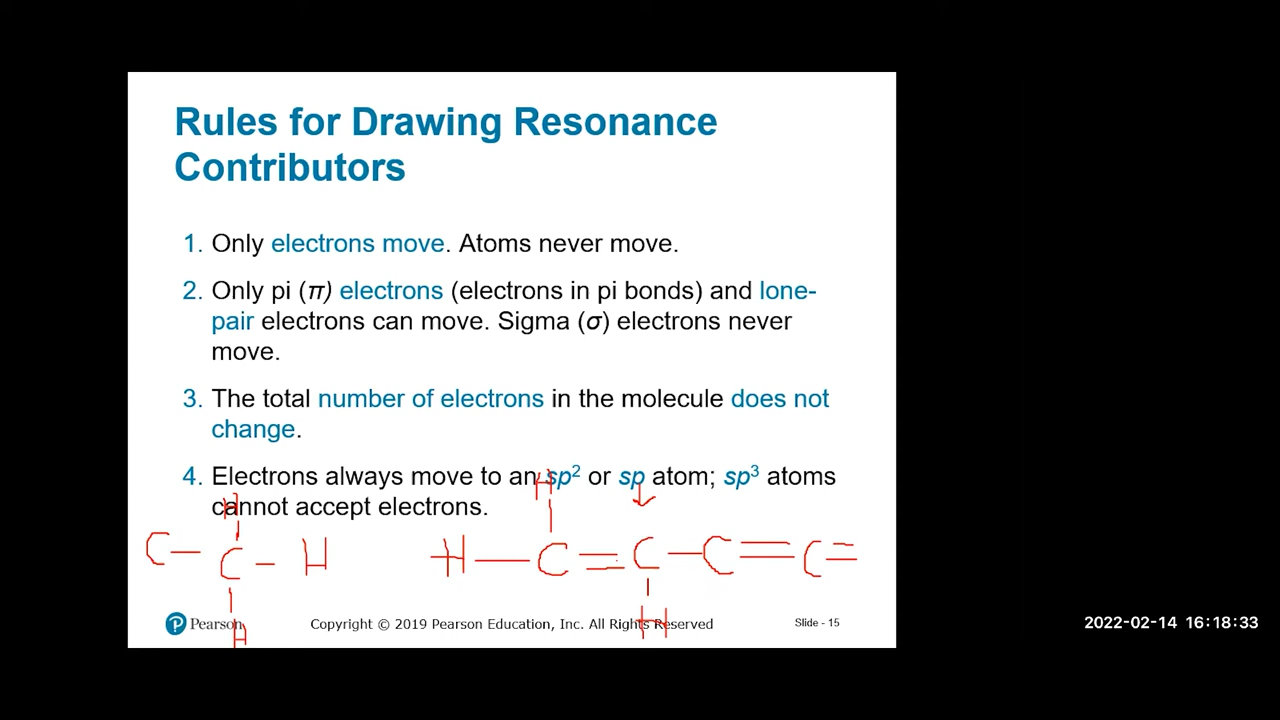 Rules for Drawing Resonance
Contributors
1. Only electrons move. Atoms never move.
2. Only pi (π) electrons (electrons in pi bonds) and lone-
pair electrons can move. Sigma (σ) electrons never
move.
3. The total number of electrons in the molecule does not
change.
4. Electrons always move to an sp² or sp atom; sp³ atoms
cannot accept electrons.
H
H
C – C – H
H
H — C = C – C = C =
H
Pearson
Copyright © 2019 Pearson Education, Inc. All Rights Reserved
Slide - 15
2022-02-14 16:18:33